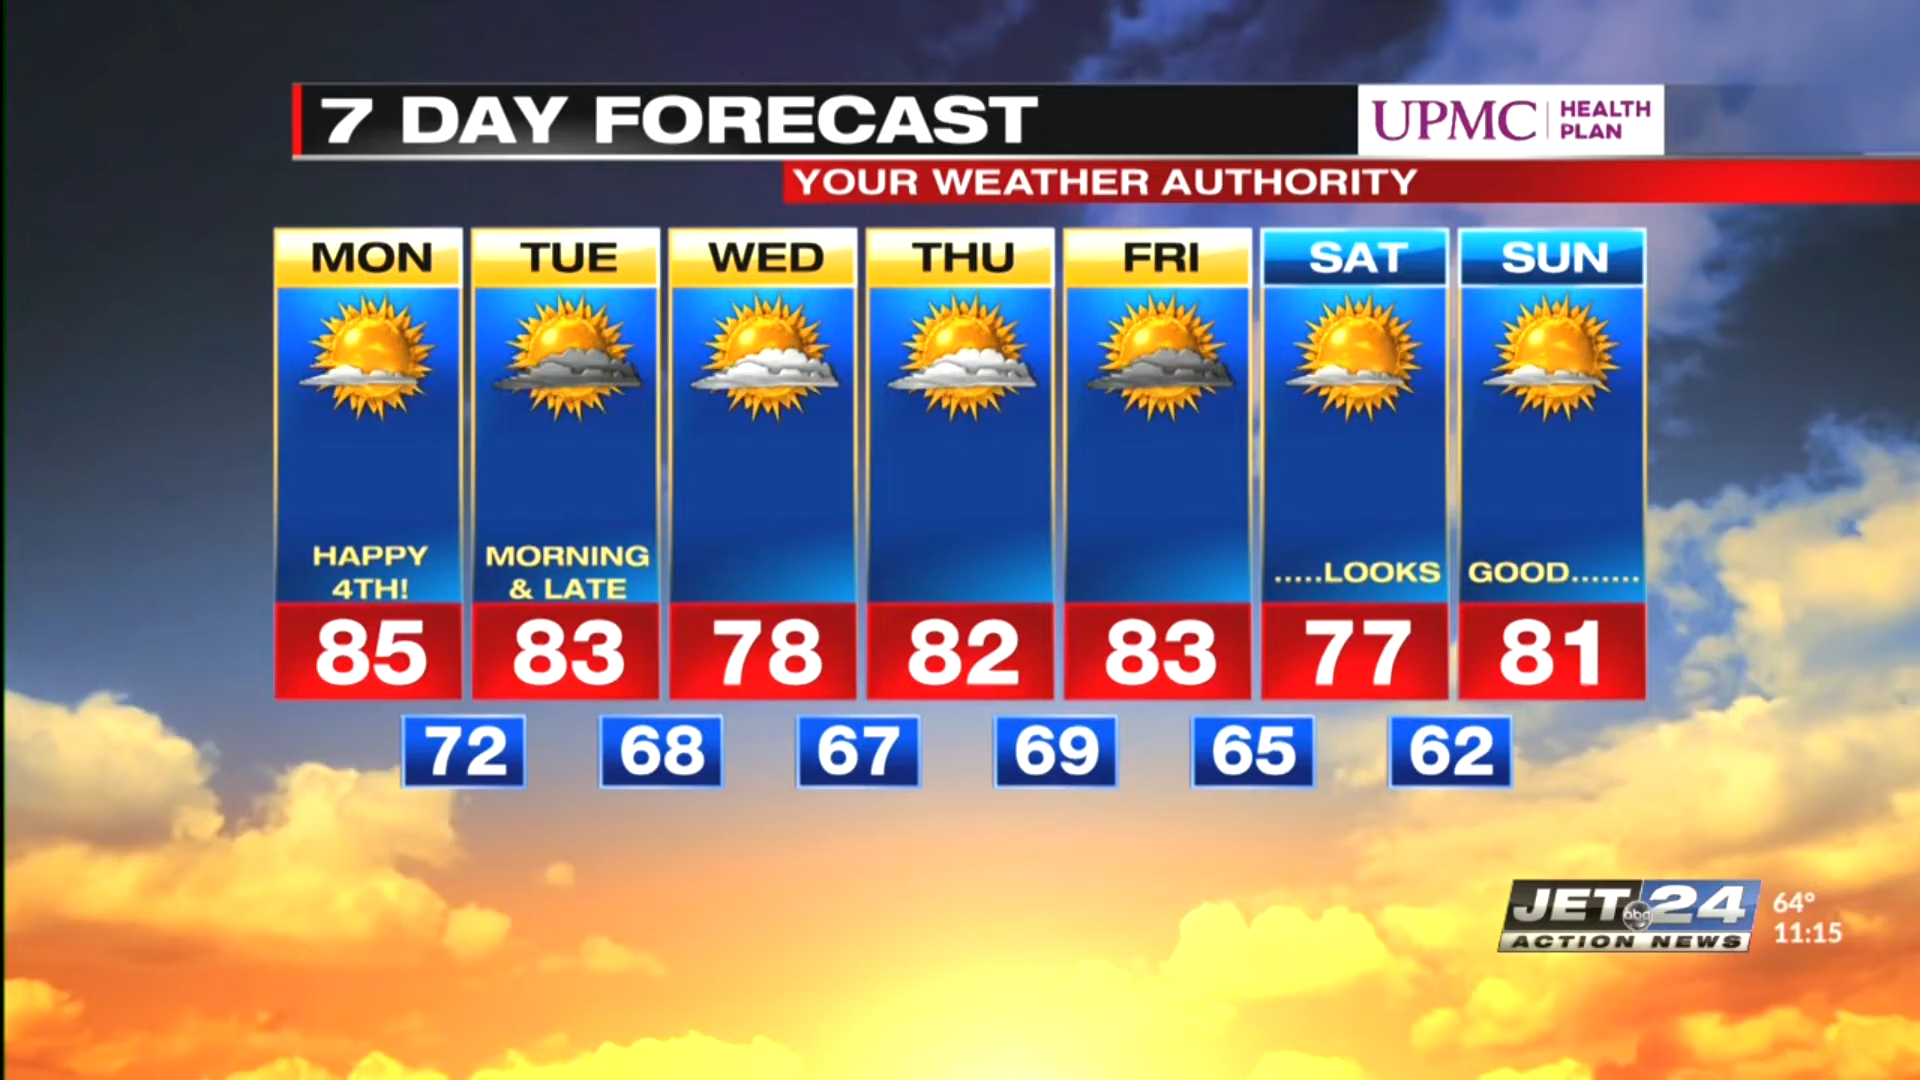 7 DAY FORECAST
UPMC
HEALTH
PLAN
YOUR WEATHER AUTHORITY
MON TUE WED THU FRI SAT SUN
HAPPY
4TH!
MORNING
& LATE
.....LOOKS GOOD.......
85 83 78 82 83 77 81
72 68 67 69 65 62
JET abc 24
ACTION NEWS
64°
11:15